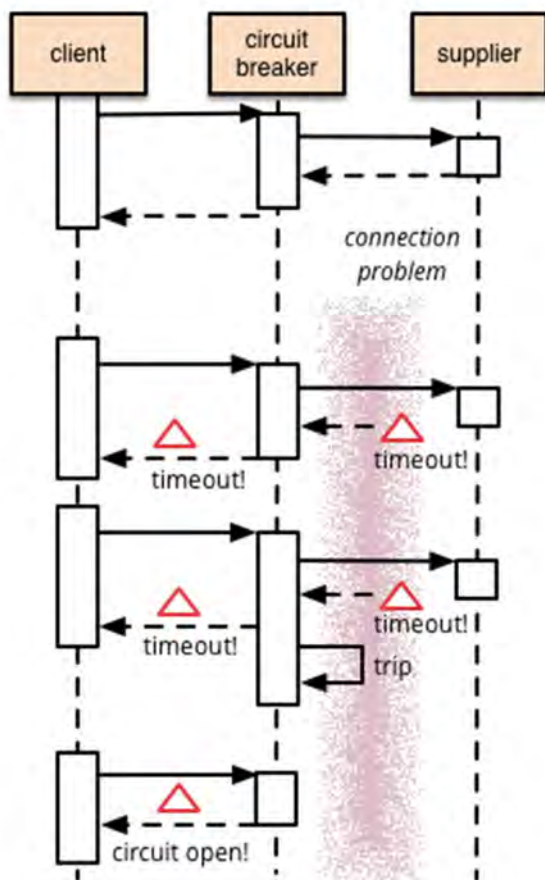 client
circuit
breaker
supplier
connection
problem
timeout!
timeout!
timeout!
timeout!
trip
circuit open!